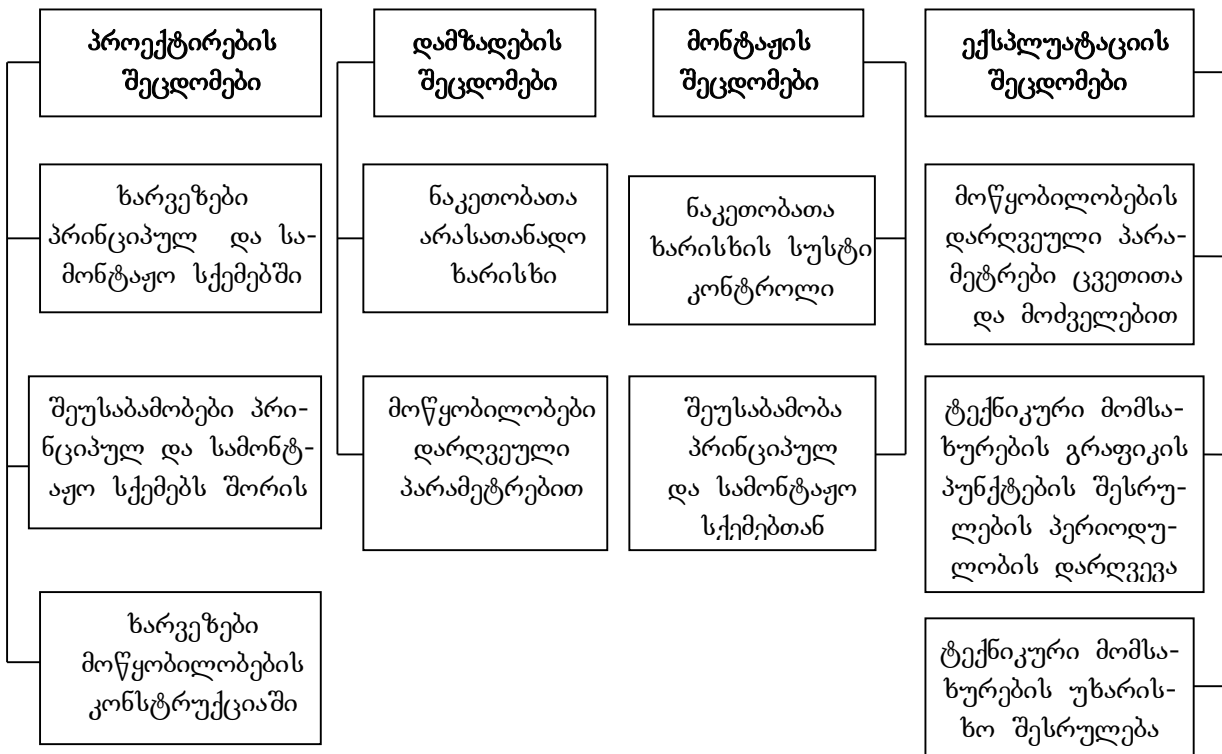 პროექტირების
შეცდომები
ხარვეზები
პრინციპულ და სა-
მონტაჟო სქემებში
შეუსაბამობები პრი-
ნციპულ და სამონტ-
აჟო სქემებს შორის
ხარვეზები
მოწყობილობების
კონსტრუქციაში
დამზადების
შეცდომები
ნაკეთობათა
არასათანადო
ხარისხი
მოწყობილობები
დარღვეული
პარამეტრებით
მონტაჟის
შეცდომები
ნაკეთობათა
ხარისხის სუსტი
კონტროლი
შეუსაბამობა
პრინციპულ
და სამონტაჟო
სქემებთან
ექსპლუატაციის
შეცდომები
მოწყობილობების
დარღვეული პარა-
მეტრები ცვეთითა
და მოძველებით
ტექნიკური მომსა-
ხურების გრაფიკის
პუნქტების შესრუ-
ლების პერიოდუ-
ლობის დარღვევა
ტექნიკური მომსა-
ხურების უხარის-
ხო შესრულება